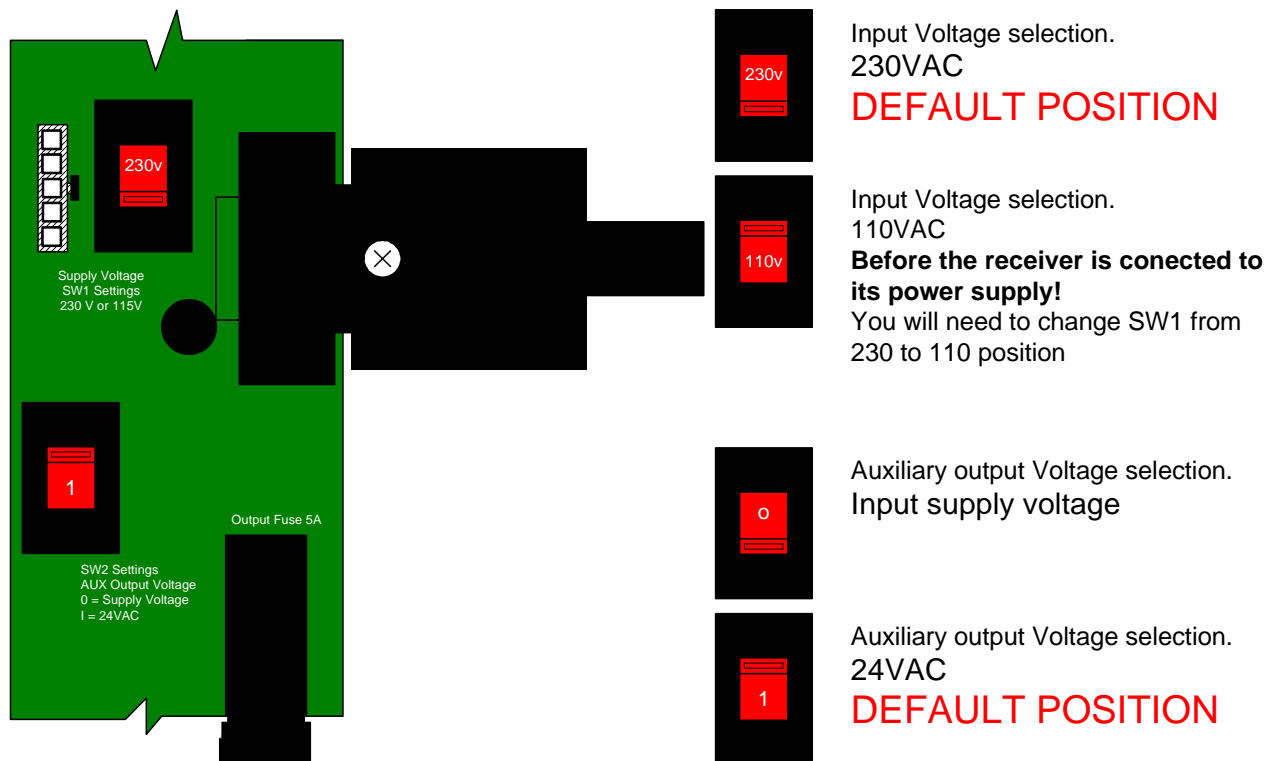 230v
Supply Voltage
SW1 Settings
230 V or 115V
1
Output Fuse 5A
SW2 Settings
AUX Output Voltage
0 = Supply Voltage
I = 24VAC
230v
Input Voltage selection.
230VAC
DEFAULT POSITION
110v
Input Voltage selection.
110VAC
Before the receiver is conected to
its power supply!
You will need to change SW1 from
230 to 110 position
o
Auxiliary output Voltage selection.
Input supply voltage
1
Auxiliary output Voltage selection.
24VAC
DEFAULT POSITION